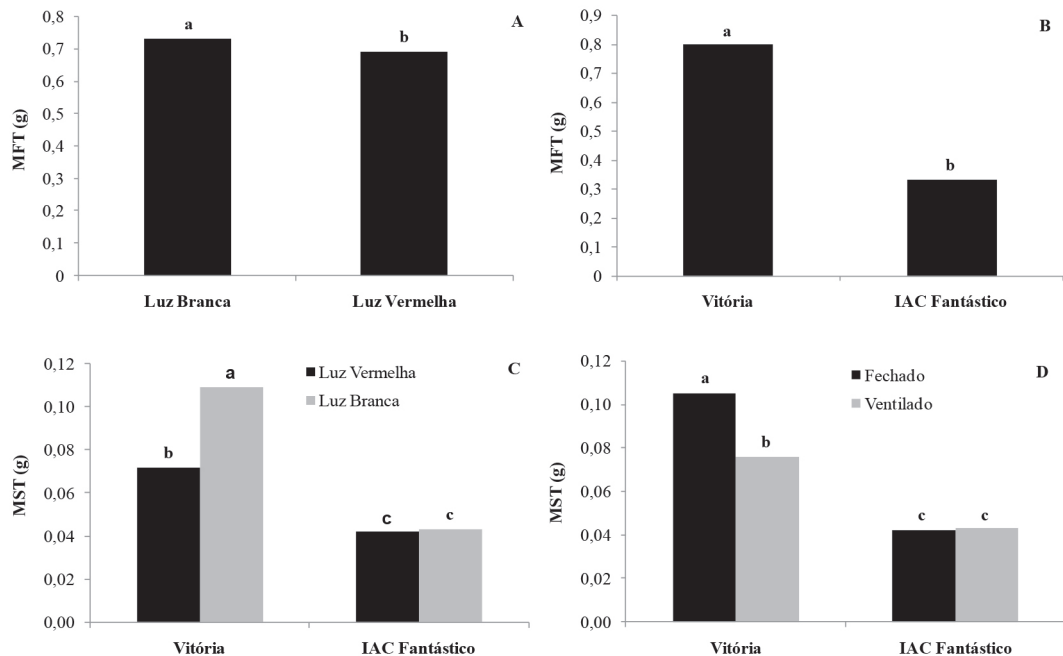 A
MFT (g)
0,8
0,7
0,6
0,5
0,4
0,3
0,2
0,1
0
a
b
Luz Branca
Luz Vermelha
B
MFT (g)
0,9
0,8
0,7
0,6
0,5
0,4
0,3
0,2
0,1
0
a
b
Vitória
IAC Fantástico
C
MST (g)
0,12
0,10
0,08
0,06
0,04
0,02
0,00
Luz Vermelha
Luz Branca
b
a
c
c
Vitória
IAC Fantástico
D
MST (g)
0,12
0,10
0,08
0,06
0,04
0,02
0,00
Fechado
Ventilado
a
b
c
c
Vitória
IAC Fantástico